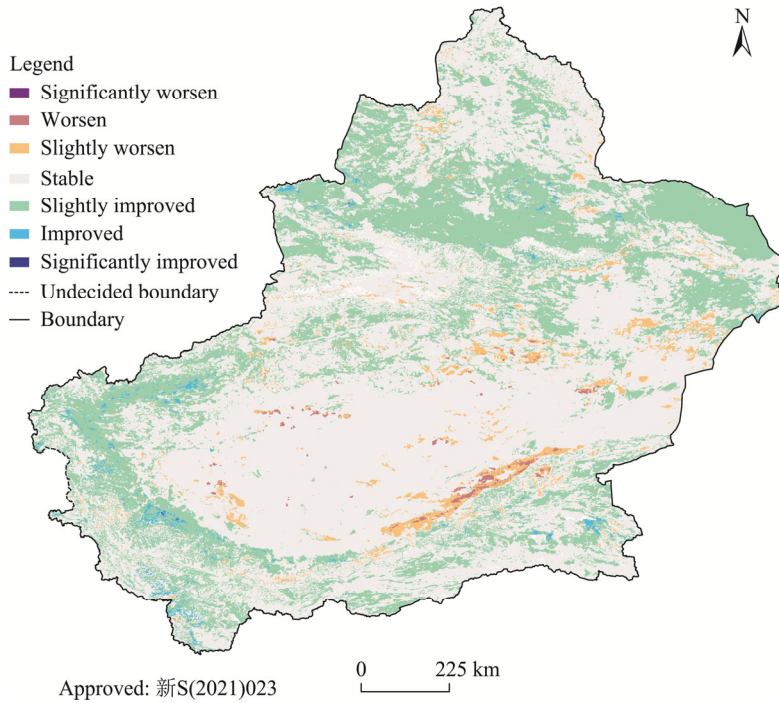 N
Legend
Significantly worsen
Worsen
Slightly worsen
Stable
Slightly improved
Improved
Significantly improved
Undecided boundary
Boundary
0 225 km
Approved: 新S(2021)023